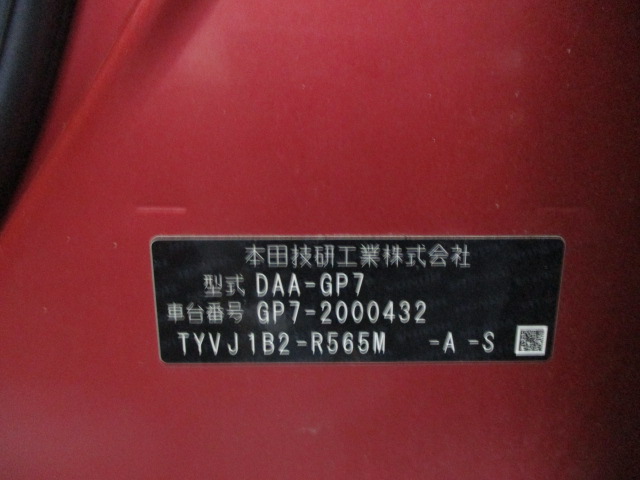 本田技研工業株式会社
型式 DAA-GP7
車台番号 GP7-2000432
TYVJ1B2-R565M -A -S